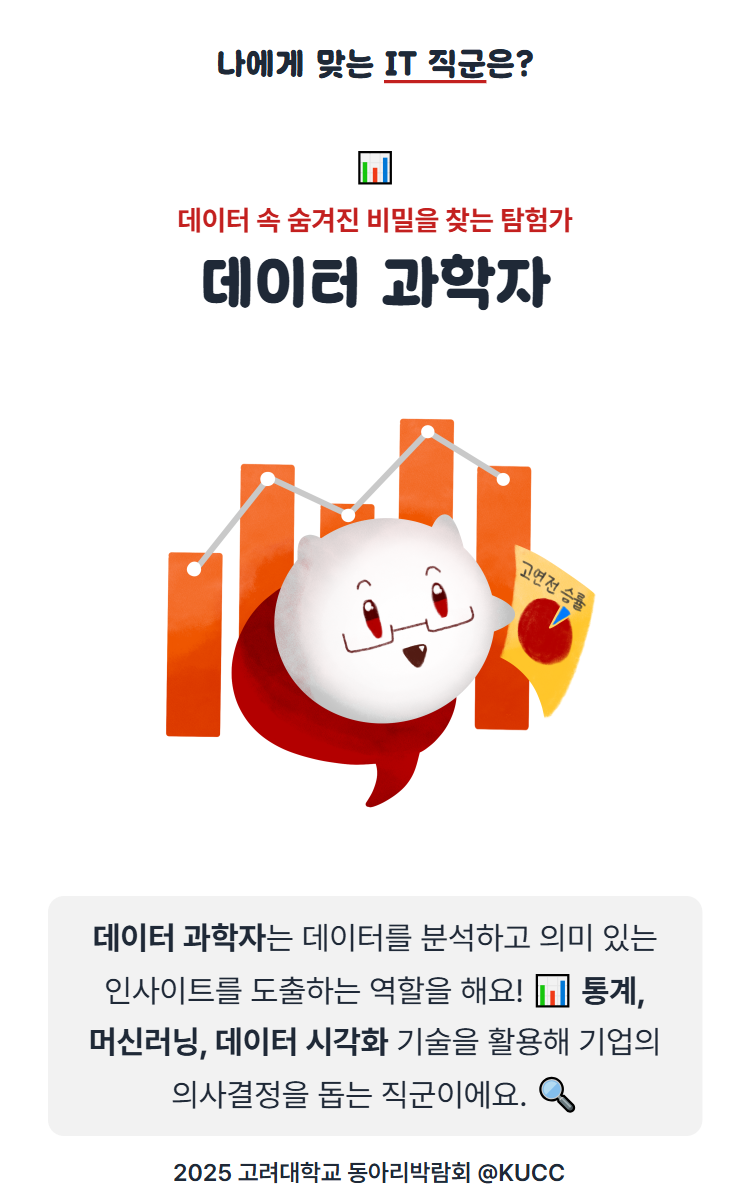 나에게 맞는 IT 직군은?
데이터 속 숨겨진 비밀을 찾는 탐험가
데이터 과학자
고연전 승률
데이터 과학자는 데이터를 분석하고 의미 있는
인사이트를 도출하는 역할을 해요! 📊 통계,
머신러닝, 데이터 시각화 기술을 활용해 기업의
의사결정을 돕는 직군이에요. 🔍
2025 고려대학교 동아리박람회 @KUCC